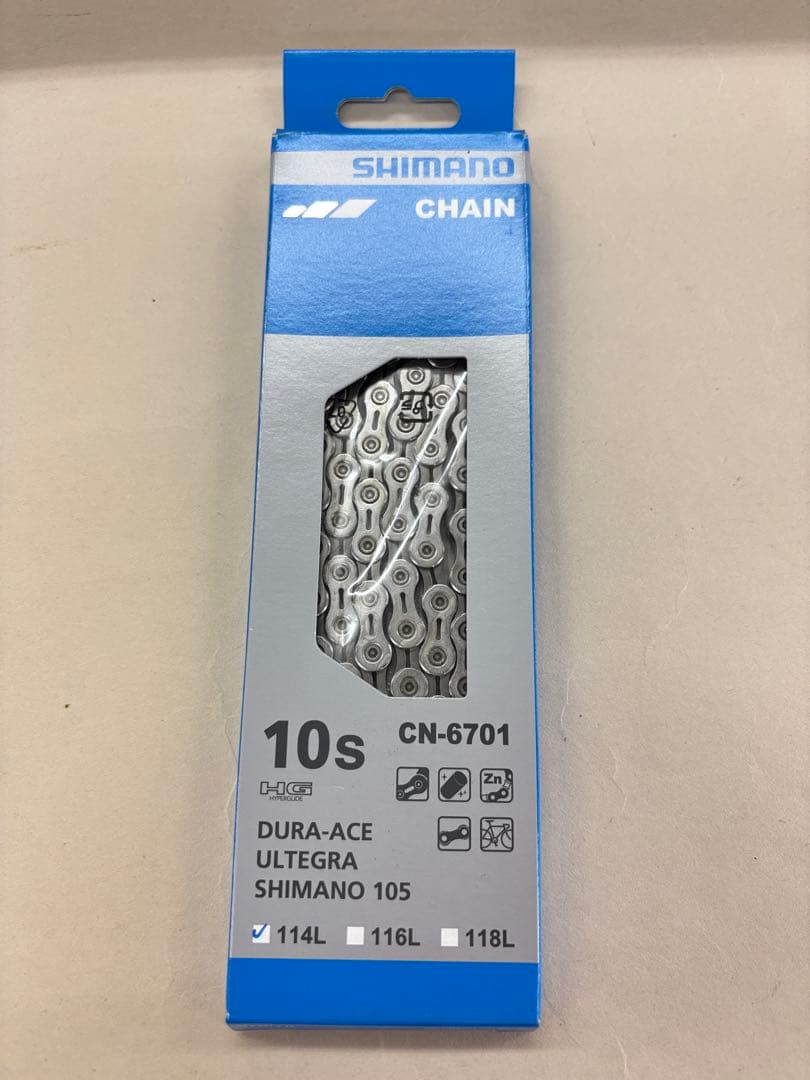 SHIMANO
CHAIN
10s
CN-6701
HG
HYPERGLIDE
Zn
DURA-ACE
ULTEGRA
SHIMANO 105
114L 116L 118L